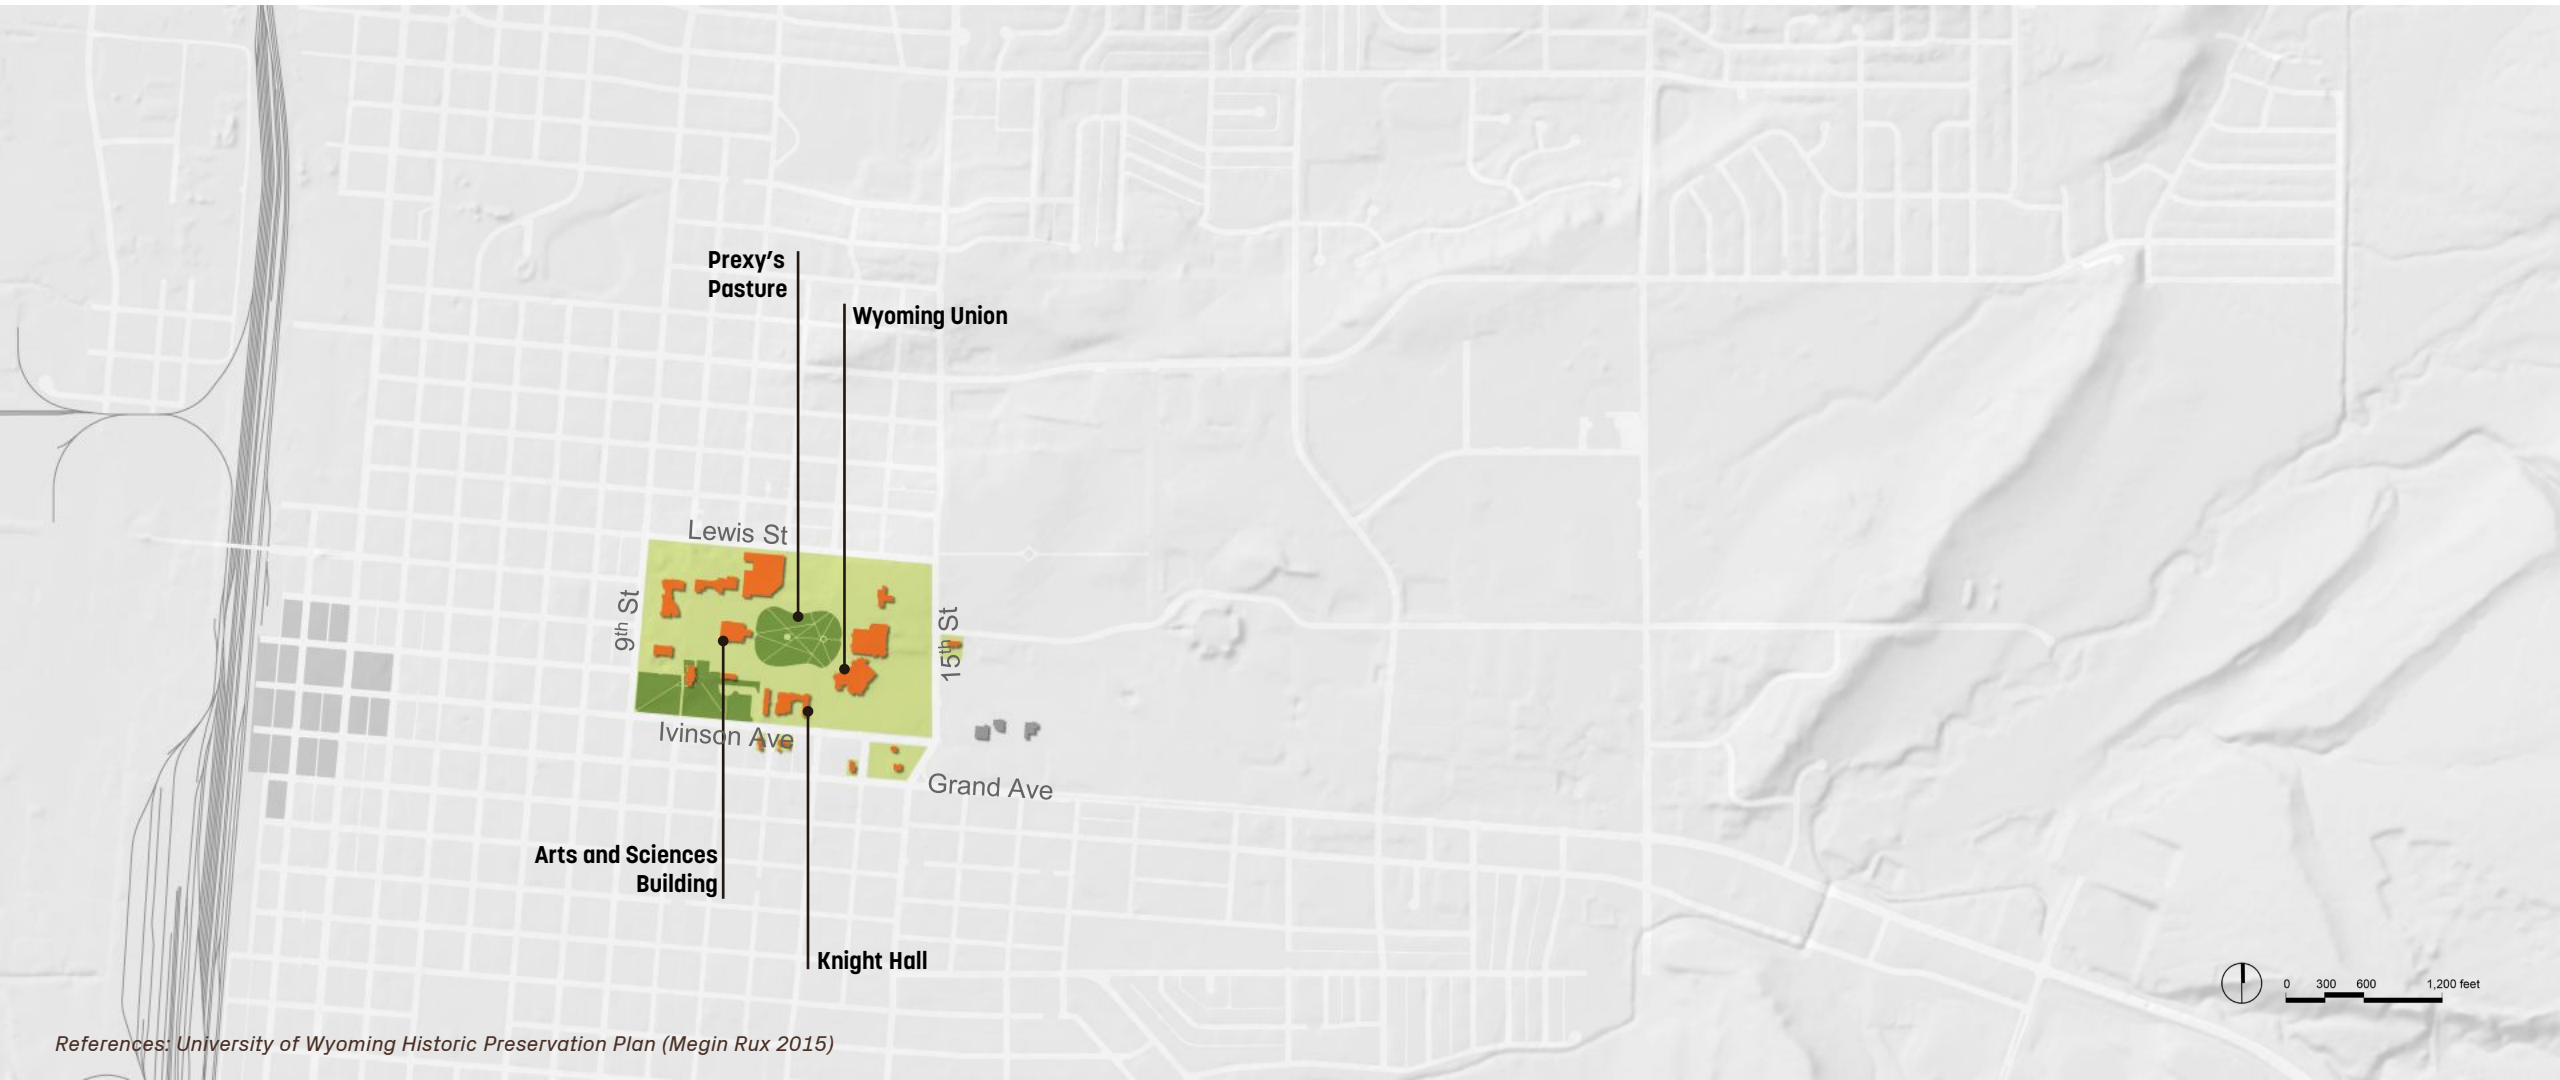 Prexy's
Pasture
Wyoming Union
Lewis St
9th St
15th St
Ivinson Ave
Grand Ave
Arts and Sciences
Building
Knight Hall
0 300 600 1,200 feet
References: University of Wyoming Historic Preservation Plan (Megin Rux 2015)